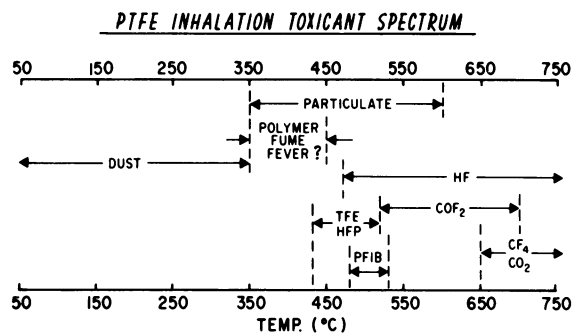 PTFE INHALATION TOXICANT SPECTRUM
50 150 250 350 450 550 650 750
PARTICULATE
POLYMER
FUME
FEVER ?
DUST
HF
COF₂
TFE
HFP
CF₄
CO₂
PFIB
50 150 250 350 450 550 650 750
TEMP. (°C)